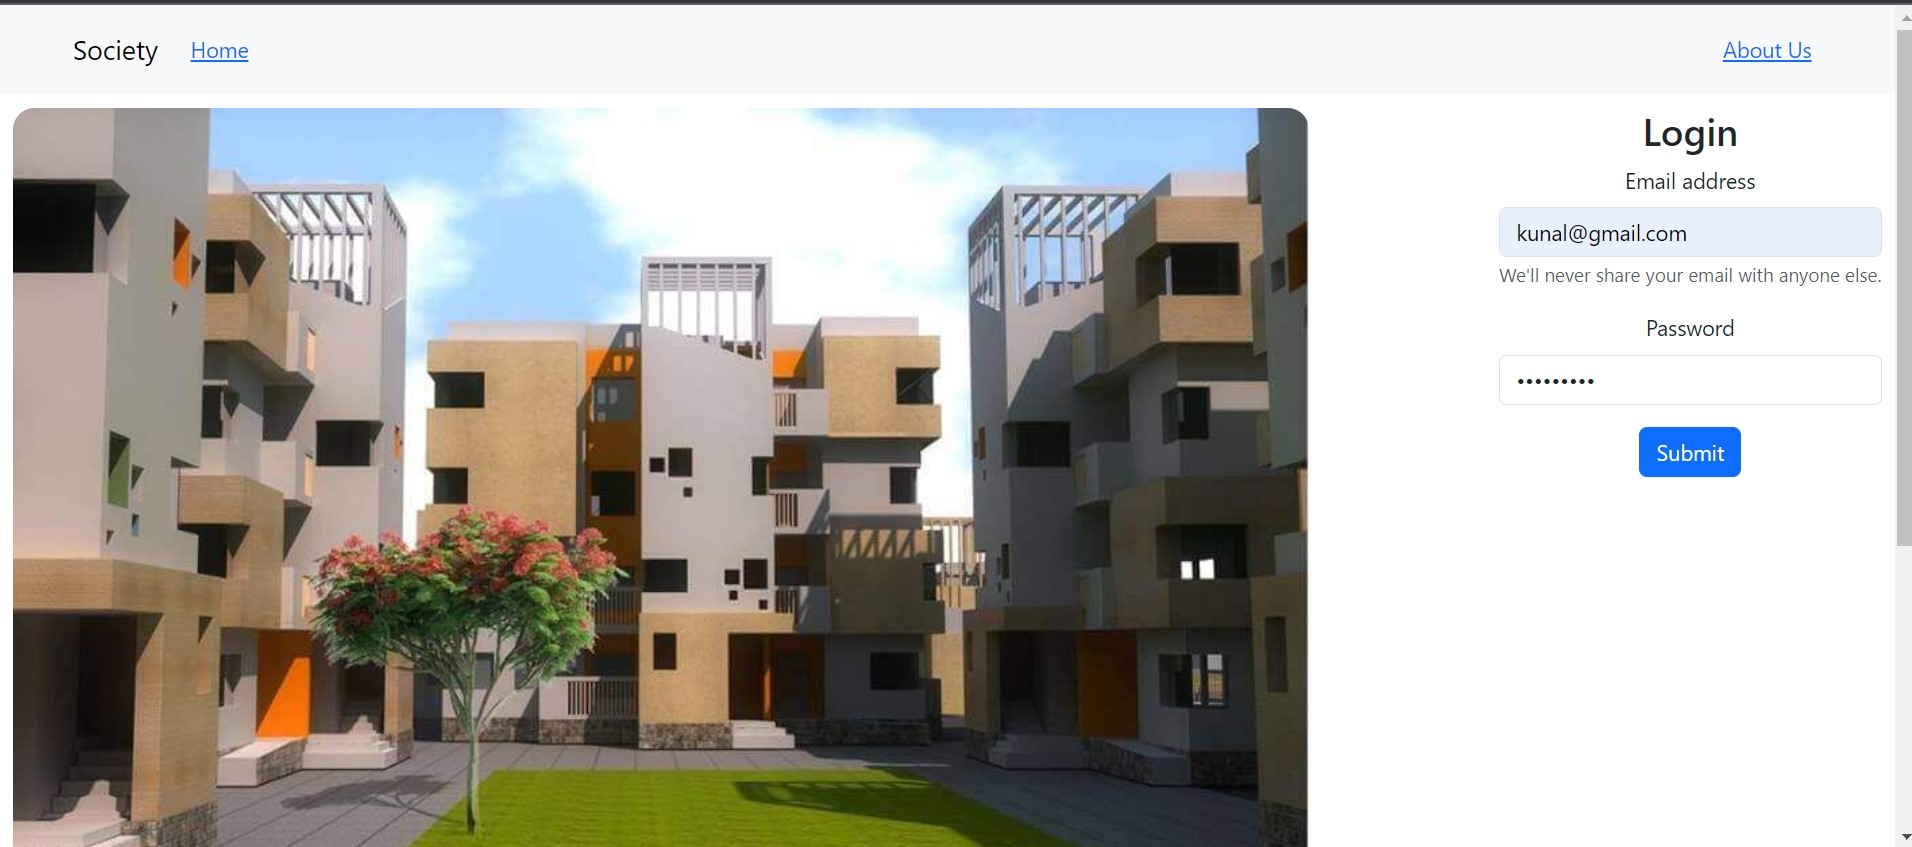 Society Home About Us
Login
Email address
kunal@gmail.com
We'll never share your email with anyone else.
Password
•••••••••
Submit